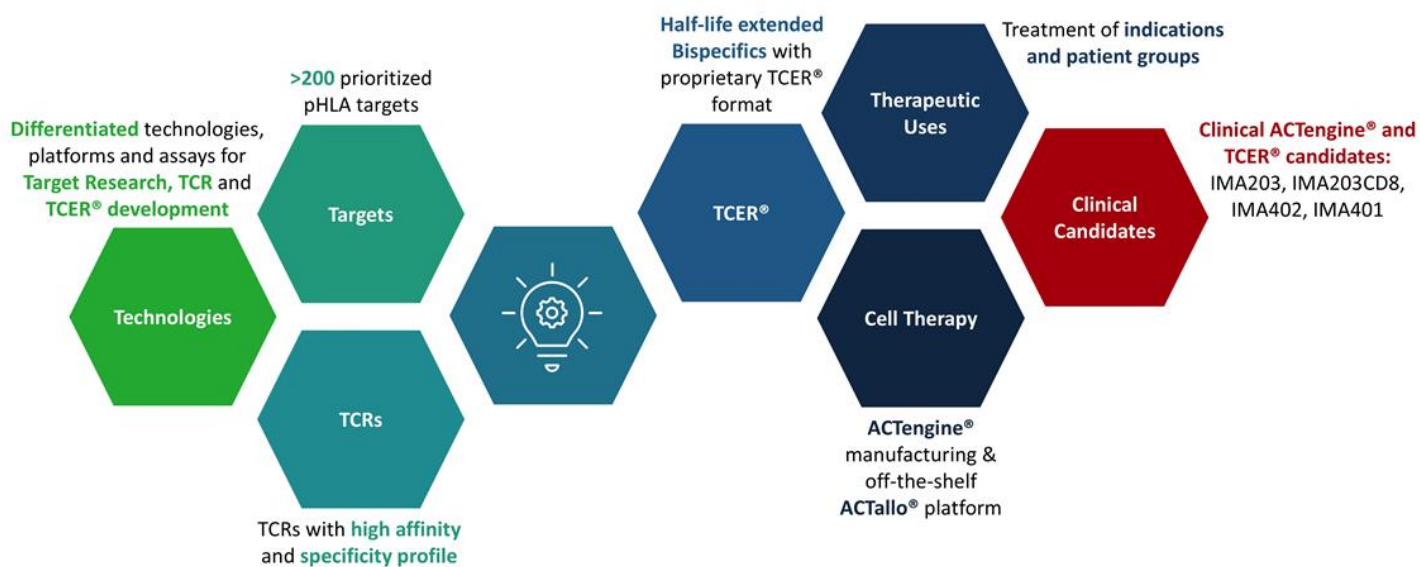 Differentiated technologies,
platforms and assays for
Target Research, TCR and
TCER® development
Technologies
>200 prioritized
pHLA targets
Targets
TCRs
TCRs with high affinity
and specificity profile
Half-life extended
Bispecifics with
proprietary TCER®
format
TCER®
Treatment of indications
and patient groups
Therapeutic
Uses
Cell Therapy
ACTengine®
manufacturing &
off-the-shelf
ACTallo® platform
Clinical ACTengine® and
TCER® candidates:
IMA203, IMA203CD8,
IMA402, IMA401
Clinical
Candidates